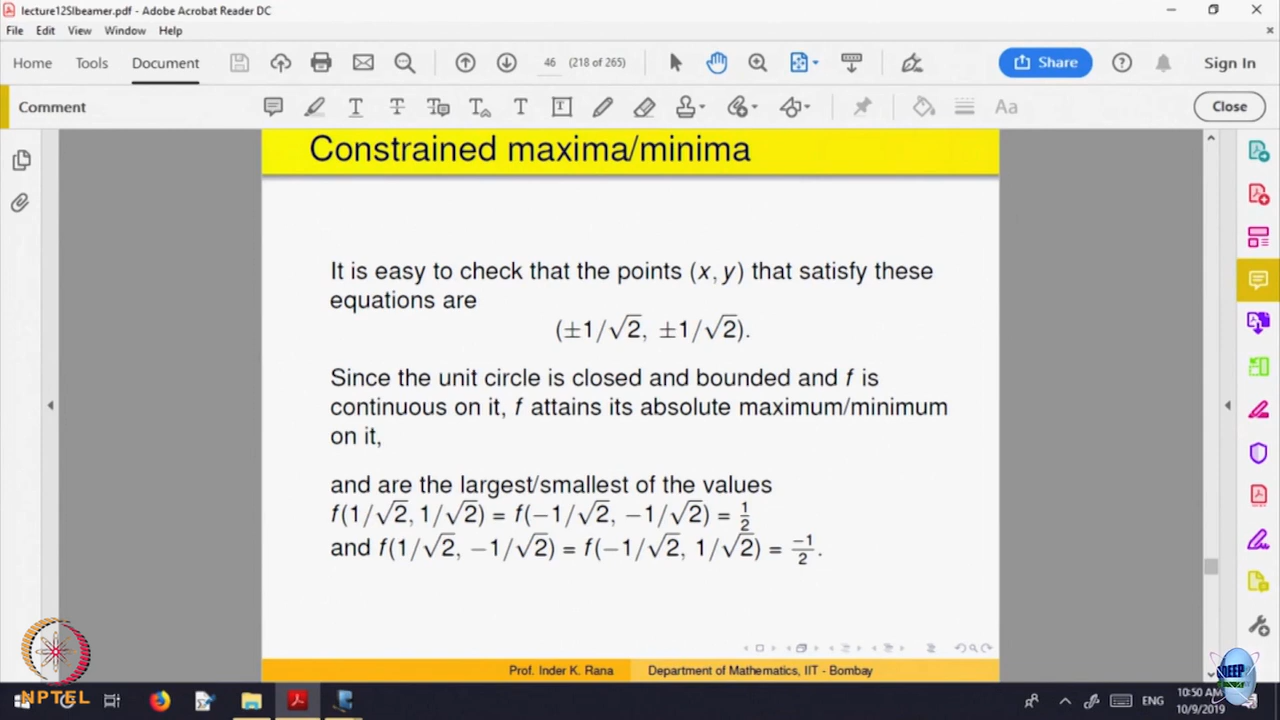 lecture12SIbeamer.pdf - Adobe Acrobat Reader DC
File Edit View Window Help
Home Tools Document 46 (218 of 265) Share Sign In
Comment Aa Close
Constrained maxima/minima
It is easy to check that the points (x, y) that satisfy these
equations are
(±1/√2, ±1/√2).
Since the unit circle is closed and bounded and f is
continuous on it, f attains its absolute maximum/minimum
on it,
and are the largest/smallest of the values
f(1/√2, 1/√2) = f(−1/√2, −1/√2) = 1/2
and f(1/√2, −1/√2) = f(−1/√2, 1/√2) = −1/2.
Prof. Inder K. Rana Department of Mathematics, IIT - Bombay
NPTEL
ENG
10:50 AM
10/9/2019